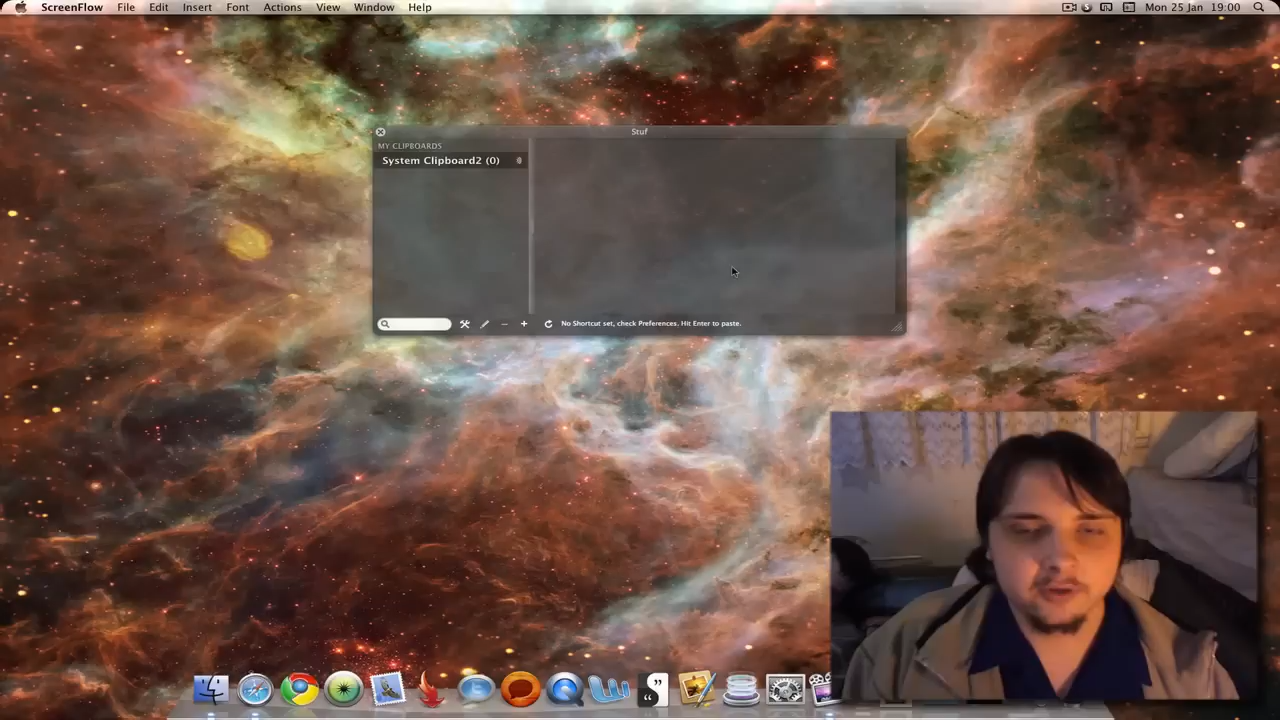 ScreenFlow File Edit Insert Font Actions View Window Help Mon 25 Jan 19:00
Stuf
MY CLIPBOARDS
System Clipboard2 (0)
No Shortcut set, check Preferences. Hit Enter to paste.